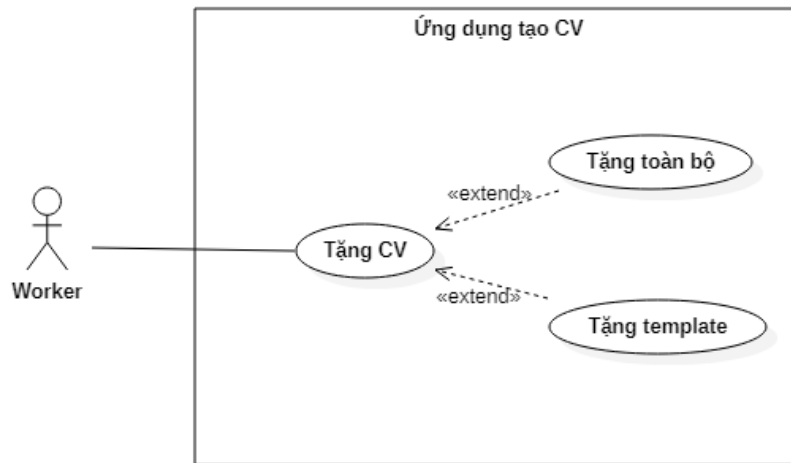 Ứng dụng tạo CV
Tặng toàn bộ
«extend»
Tặng CV
Worker
«extend»
Tặng template